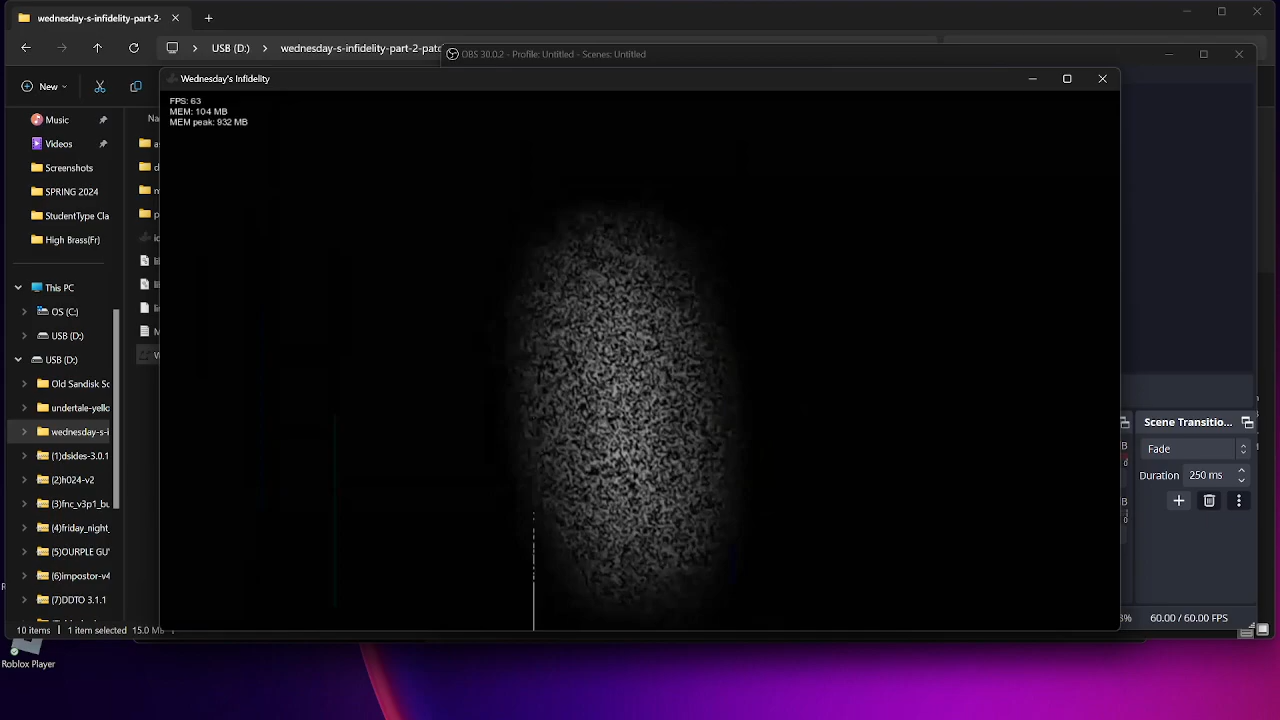 wednesday-s-infidelity-part-2-
USB (D:)
wednesday-s-infidelity-part-2-patc
OBS 30.0.2 - Profile: Untitled - Scenes: Untitled
New
Wednesday's Infidelity
FPS: 63
MEM: 104 MB
MEM peak: 932 MB
Music
Videos
Screenshots
SPRING 2024
StudentType Cla
High Brass(Fr)
This PC
OS (C:)
USB (D:)
USB (D:)
Old Sandisk Sc
undertale-yello
wednesday-s-i
(1)dsides-3.0.1
(2)h024-v2
(3)fnc_v3p1_bu
(4)friday_night_
(5)OURPLE GUY
(6)impostor-v4
(7)DDTO 3.1.1
Scene Transitio...
Fade
Duration 250 ms
60.00 / 60.00 FPS
10 items
1 item selected 15.0 M
Roblox Player